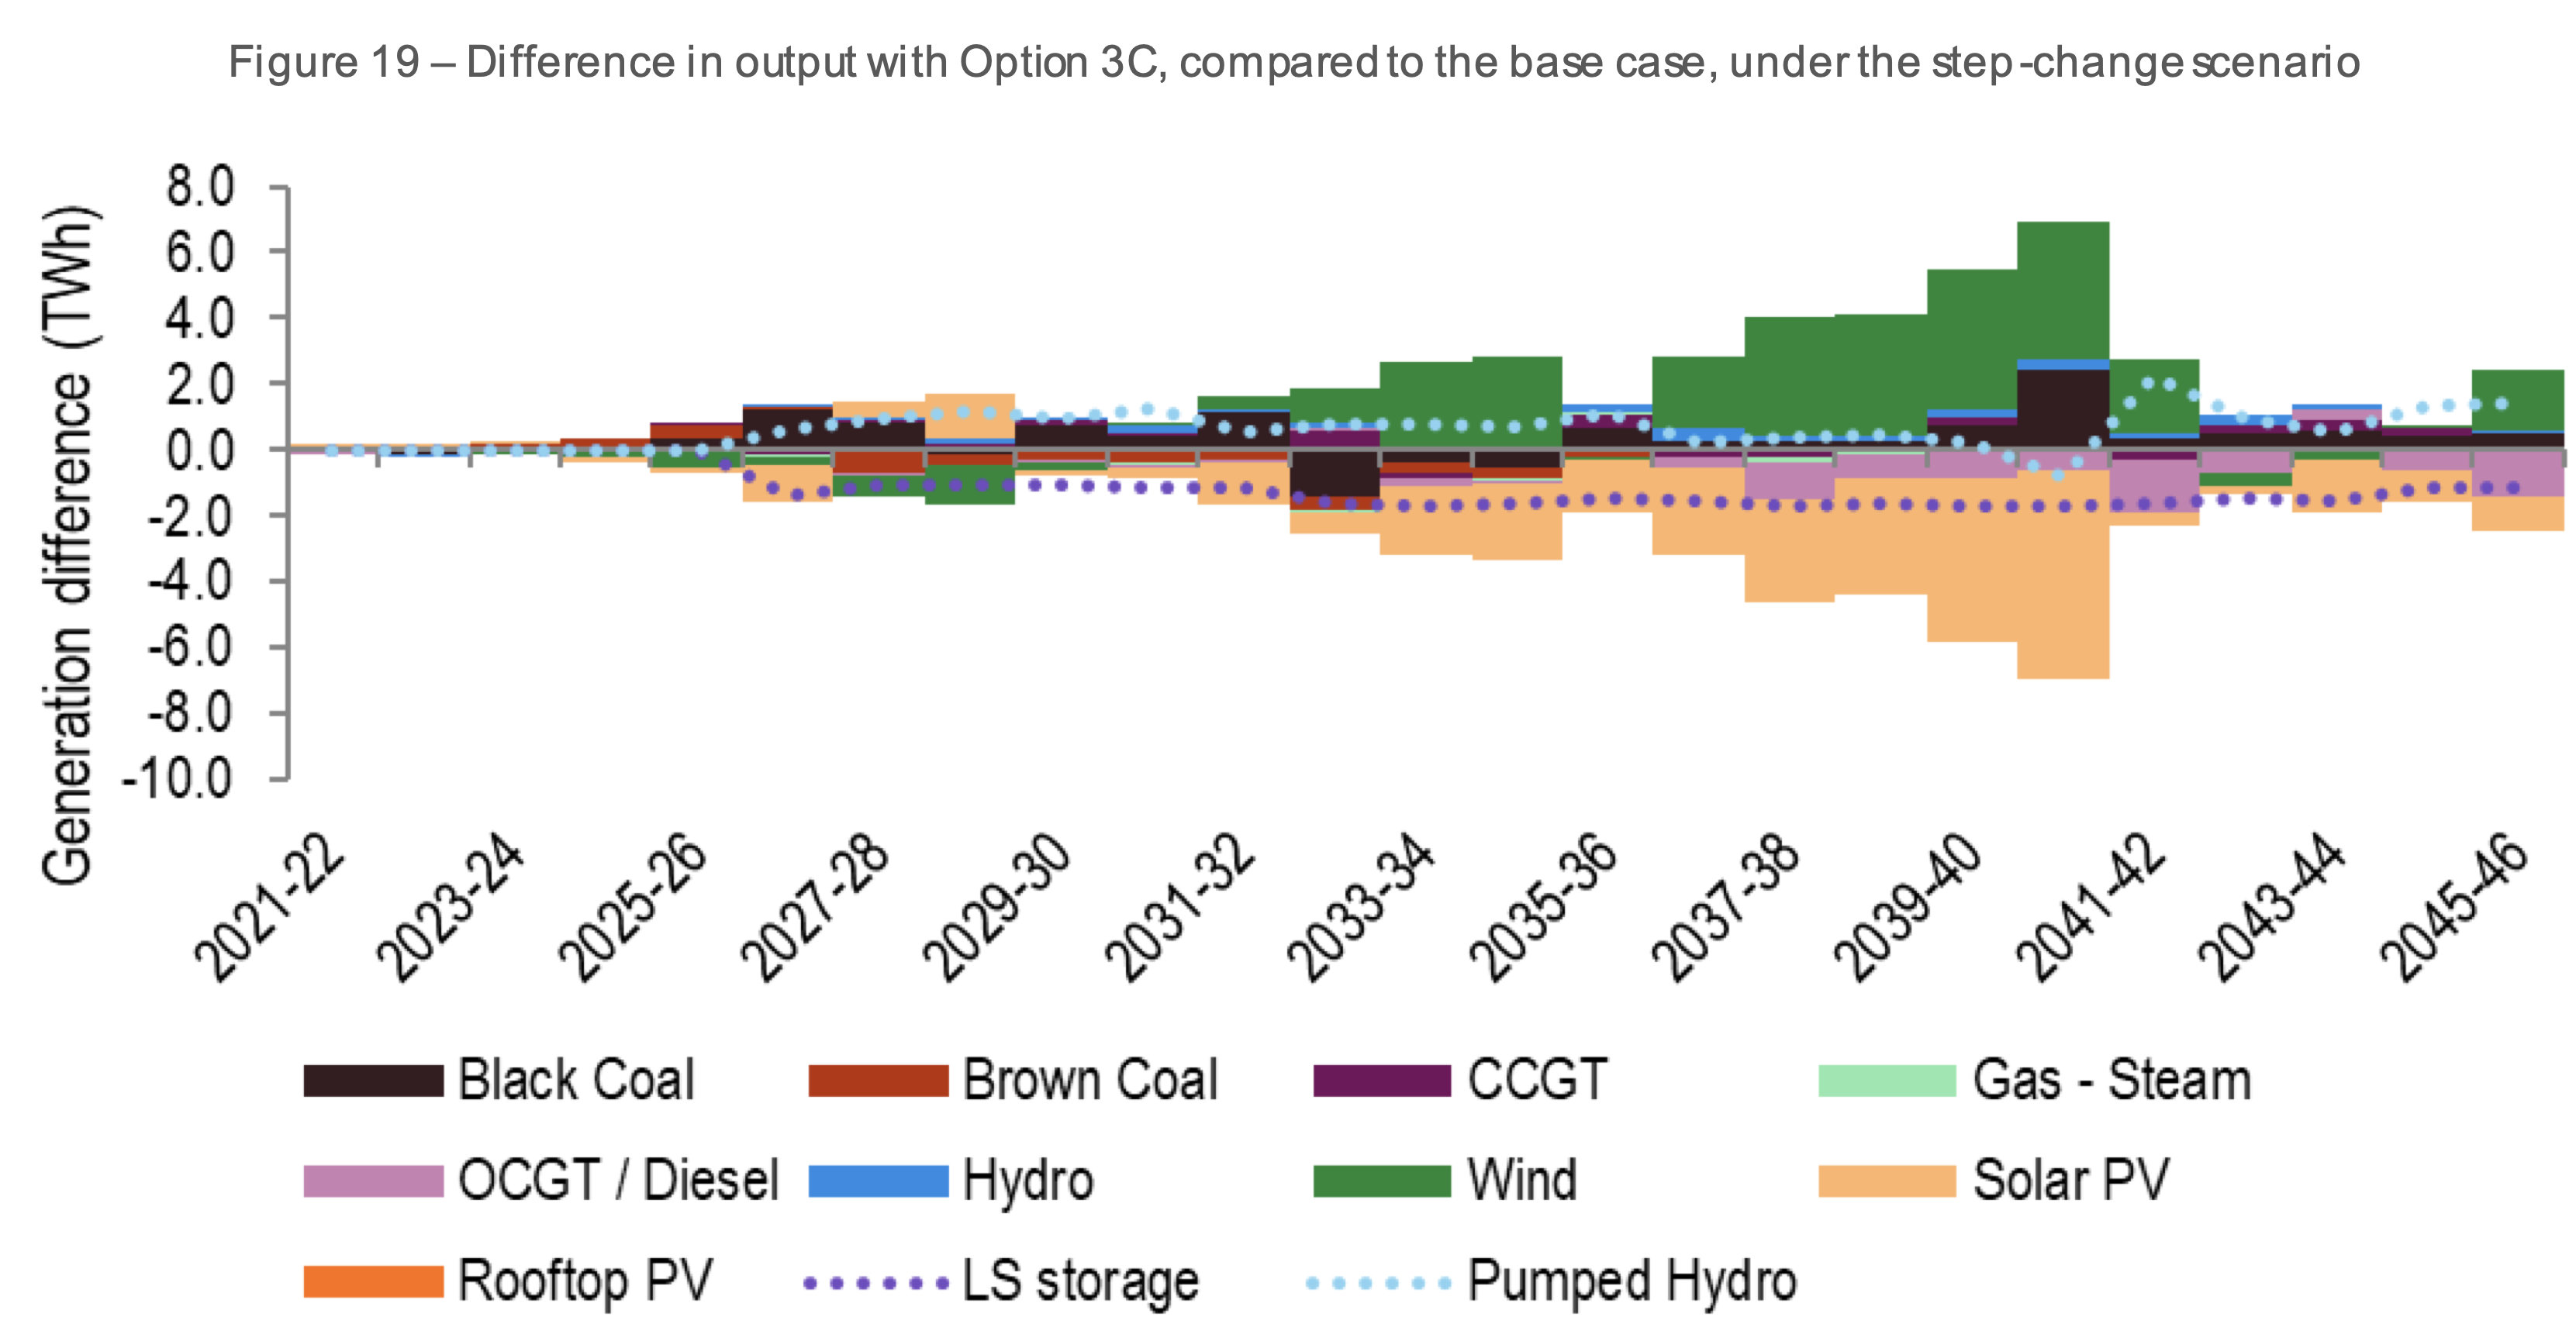 Figure 19 – Difference in output with Option 3C, compared to the base case, under the step-change scenario
Generation difference (TWh)
8.0
6.0
4.0
2.0
0.0
-2.0
-4.0
-6.0
-8.0
-10.0
2021-22
2023-24
2025-26
2027-28
2029-30
2031-32
2033-34
2035-36
2037-38
2039-40
2041-42
2043-44
2045-46
Black Coal
Brown Coal
CCGT
Gas - Steam
OCGT / Diesel
Hydro
Wind
Solar PV
Rooftop PV
LS storage
Pumped Hydro